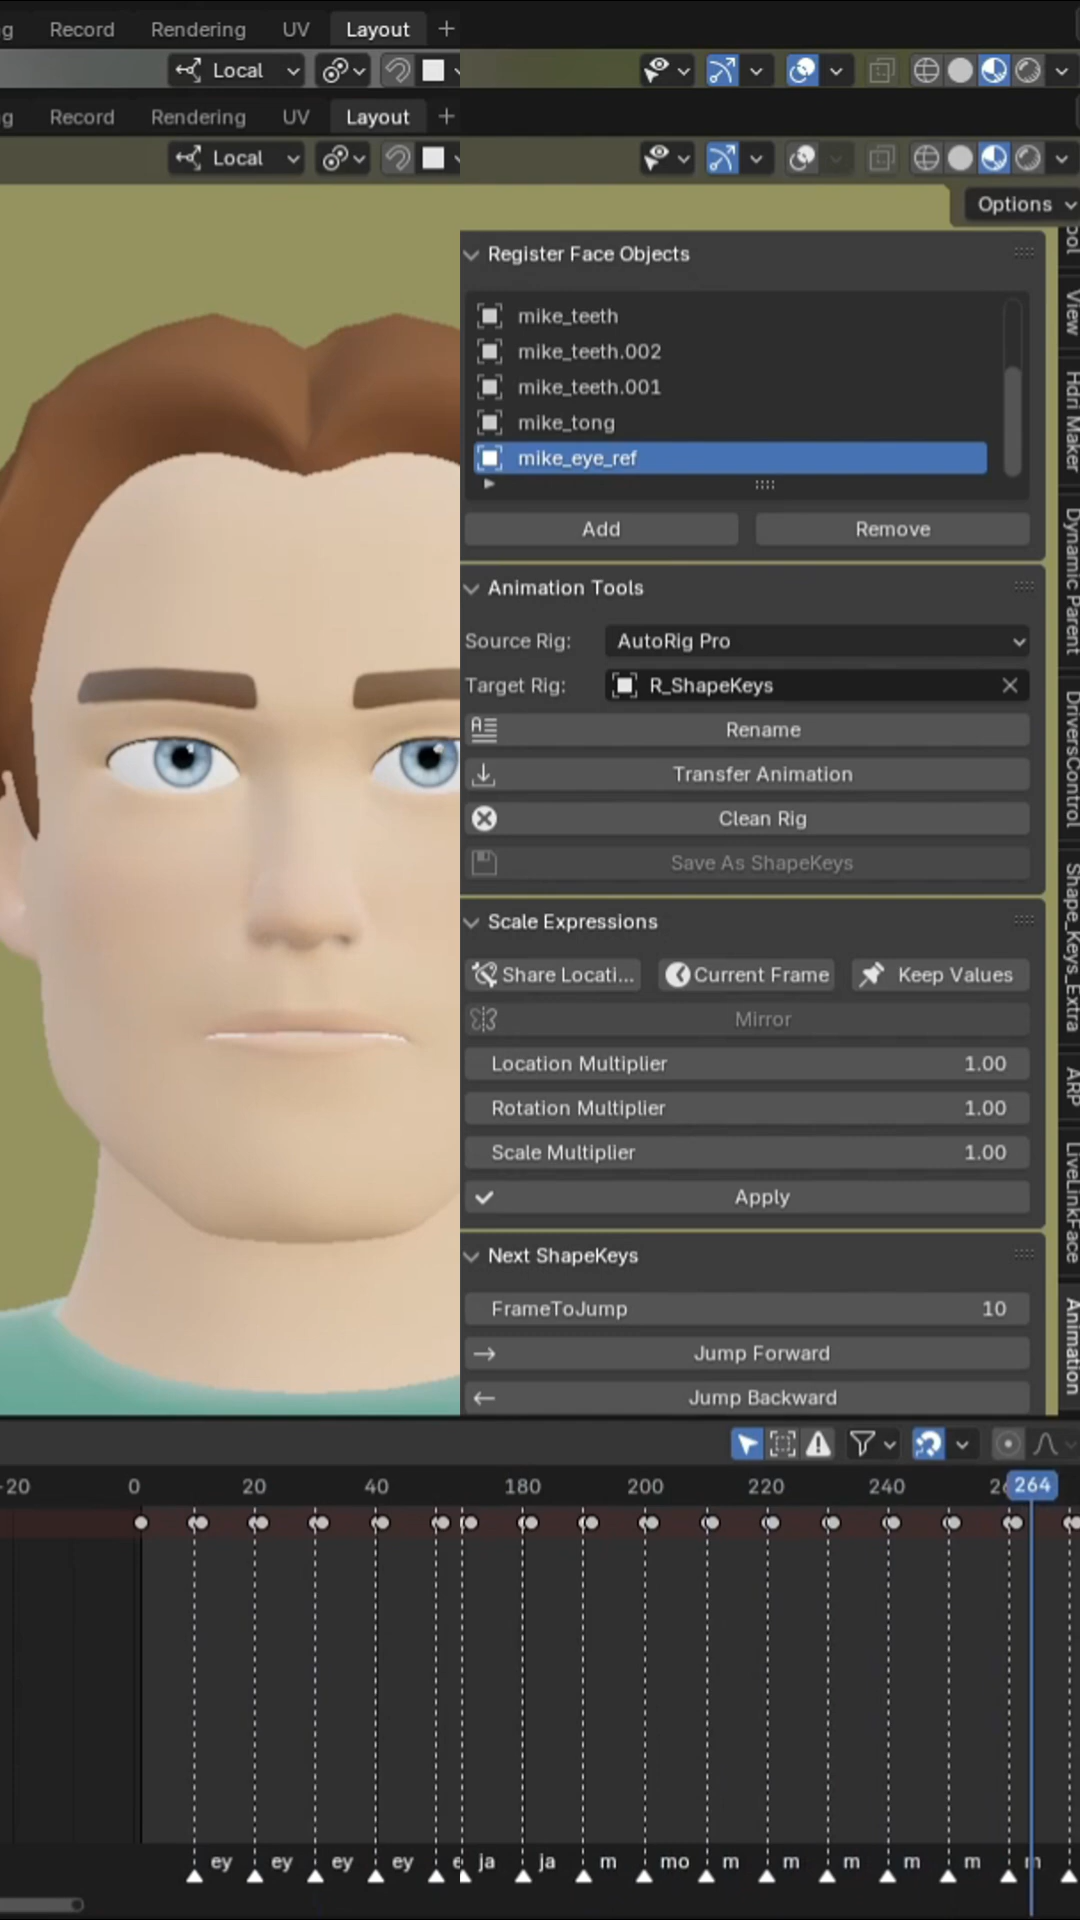 g Record Rendering UV Layout +
Local
g Record Rendering UV Layout +
Local
Options
Register Face Objects
mike_teeth
mike_teeth.002
mike_teeth.001
mike_tong
mike_eye_ref
Add Remove
Animation Tools
Source Rig: AutoRig Pro
Target Rig: R_ShapeKeys
Rename
Transfer Animation
Clean Rig
Save As ShapeKeys
Scale Expressions
Share Locati... Current Frame Keep Values
Mirror
Location Multiplier 1.00
Rotation Multiplier 1.00
Scale Multiplier 1.00
Apply
Next ShapeKeys
FrameToJump 10
Jump Forward
Jump Backward
ool
View
Hdri Maker
Dynamic Parent
DriversControl
Shape_Keys_Extra
ARP
LiveLinkFace
Animation
-20 0 20 40 180 200 220 240 264
ey ey ey ey e ja ja m mo m m m m m m